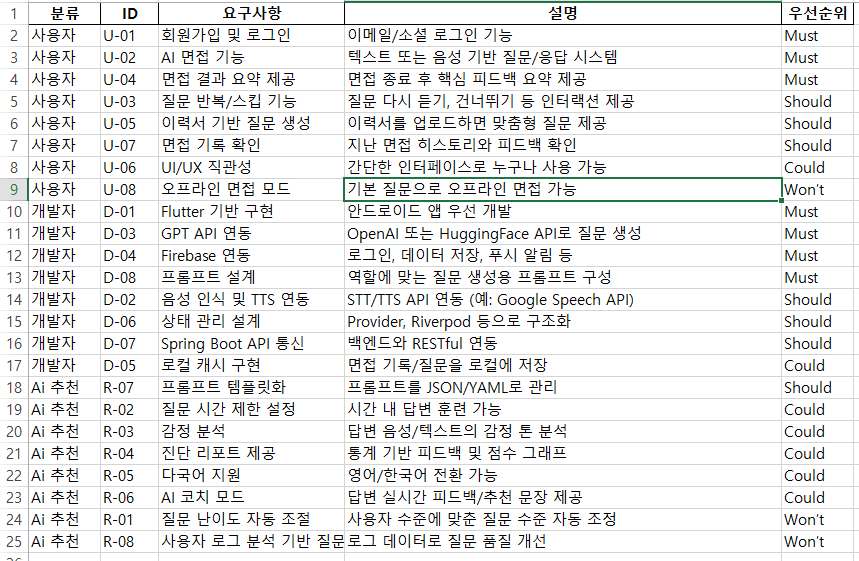 1 분류 ID 요구사항 설명 우선순위
2 사용자 U-01 회원가입 및 로그인 이메일/소셜 로그인 기능 Must
3 사용자 U-02 AI 면접 기능 텍스트 또는 음성 기반 질문/응답 시스템 Must
4 사용자 U-04 면접 결과 요약 제공 면접 종료 후 핵심 피드백 요약 제공 Must
5 사용자 U-03 질문 반복/스킵 기능 질문 다시 듣기, 건너뛰기 등 인터랙션 제공 Should
6 사용자 U-05 이력서 기반 질문 생성 이력서를 업로드하면 맞춤형 질문 제공 Should
7 사용자 U-07 면접 기록 확인 지난 면접 히스토리와 피드백 확인 Should
8 사용자 U-06 UI/UX 직관성 간단한 인터페이스로 누구나 사용 가능 Could
9 사용자 U-08 오프라인 면접 모드 기본 질문으로 오프라인 면접 가능 Won't
10 개발자 D-01 Flutter 기반 구현 안드로이드 앱 우선 개발 Must
11 개발자 D-03 GPT API 연동 OpenAI 또는 HuggingFace API로 질문 생성 Must
12 개발자 D-04 Firebase 연동 로그인, 데이터 저장, 푸시 알림 등 Must
13 개발자 D-08 프롬프트 설계 역할에 맞는 질문 생성용 프롬프트 구성 Must
14 개발자 D-02 음성 인식 및 TTS 연동 STT/TTS API 연동 (예: Google Speech API) Should
15 개발자 D-06 상태 관리 설계 Provider, Riverpod 등으로 구조화 Should
16 개발자 D-07 Spring Boot API 통신 백엔드와 RESTful 연동 Should
17 개발자 D-05 로컬 캐시 구현 면접 기록/질문을 로컬에 저장 Could
18 Ai 추천 R-07 프롬프트 템플릿화 프롬프트를 JSON/YAML로 관리 Should
19 Ai 추천 R-02 질문 시간 제한 설정 시간 내 답변 훈련 가능 Could
20 Ai 추천 R-03 감정 분석 답변 음성/텍스트의 감정 톤 분석 Could
21 Ai 추천 R-04 진단 리포트 제공 통계 기반 피드백 및 점수 그래프 Could
22 Ai 추천 R-05 다국어 지원 영어/한국어 전환 가능 Could
23 Ai 추천 R-06 AI 코치 모드 답변 실시간 피드백/추천 문장 제공 Could
24 Ai 추천 R-01 질문 난이도 자동 조절 사용자 수준에 맞춘 질문 수준 자동 조정 Won't
25 Ai 추천 R-08 사용자 로그 분석 기반 질문 로그 데이터로 질문 품질 개선 Won't